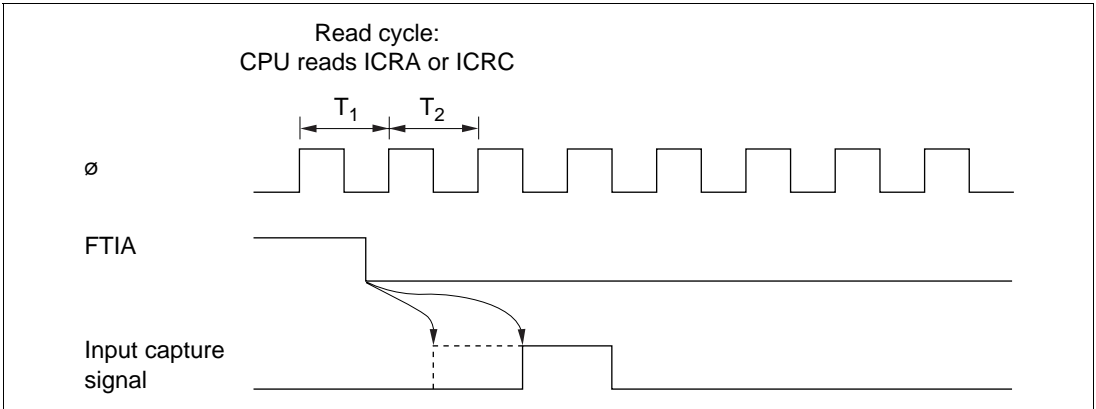 Read cycle:
CPU reads ICRA or ICRC
T1 T2
ø
FTIA
Input capture
signal